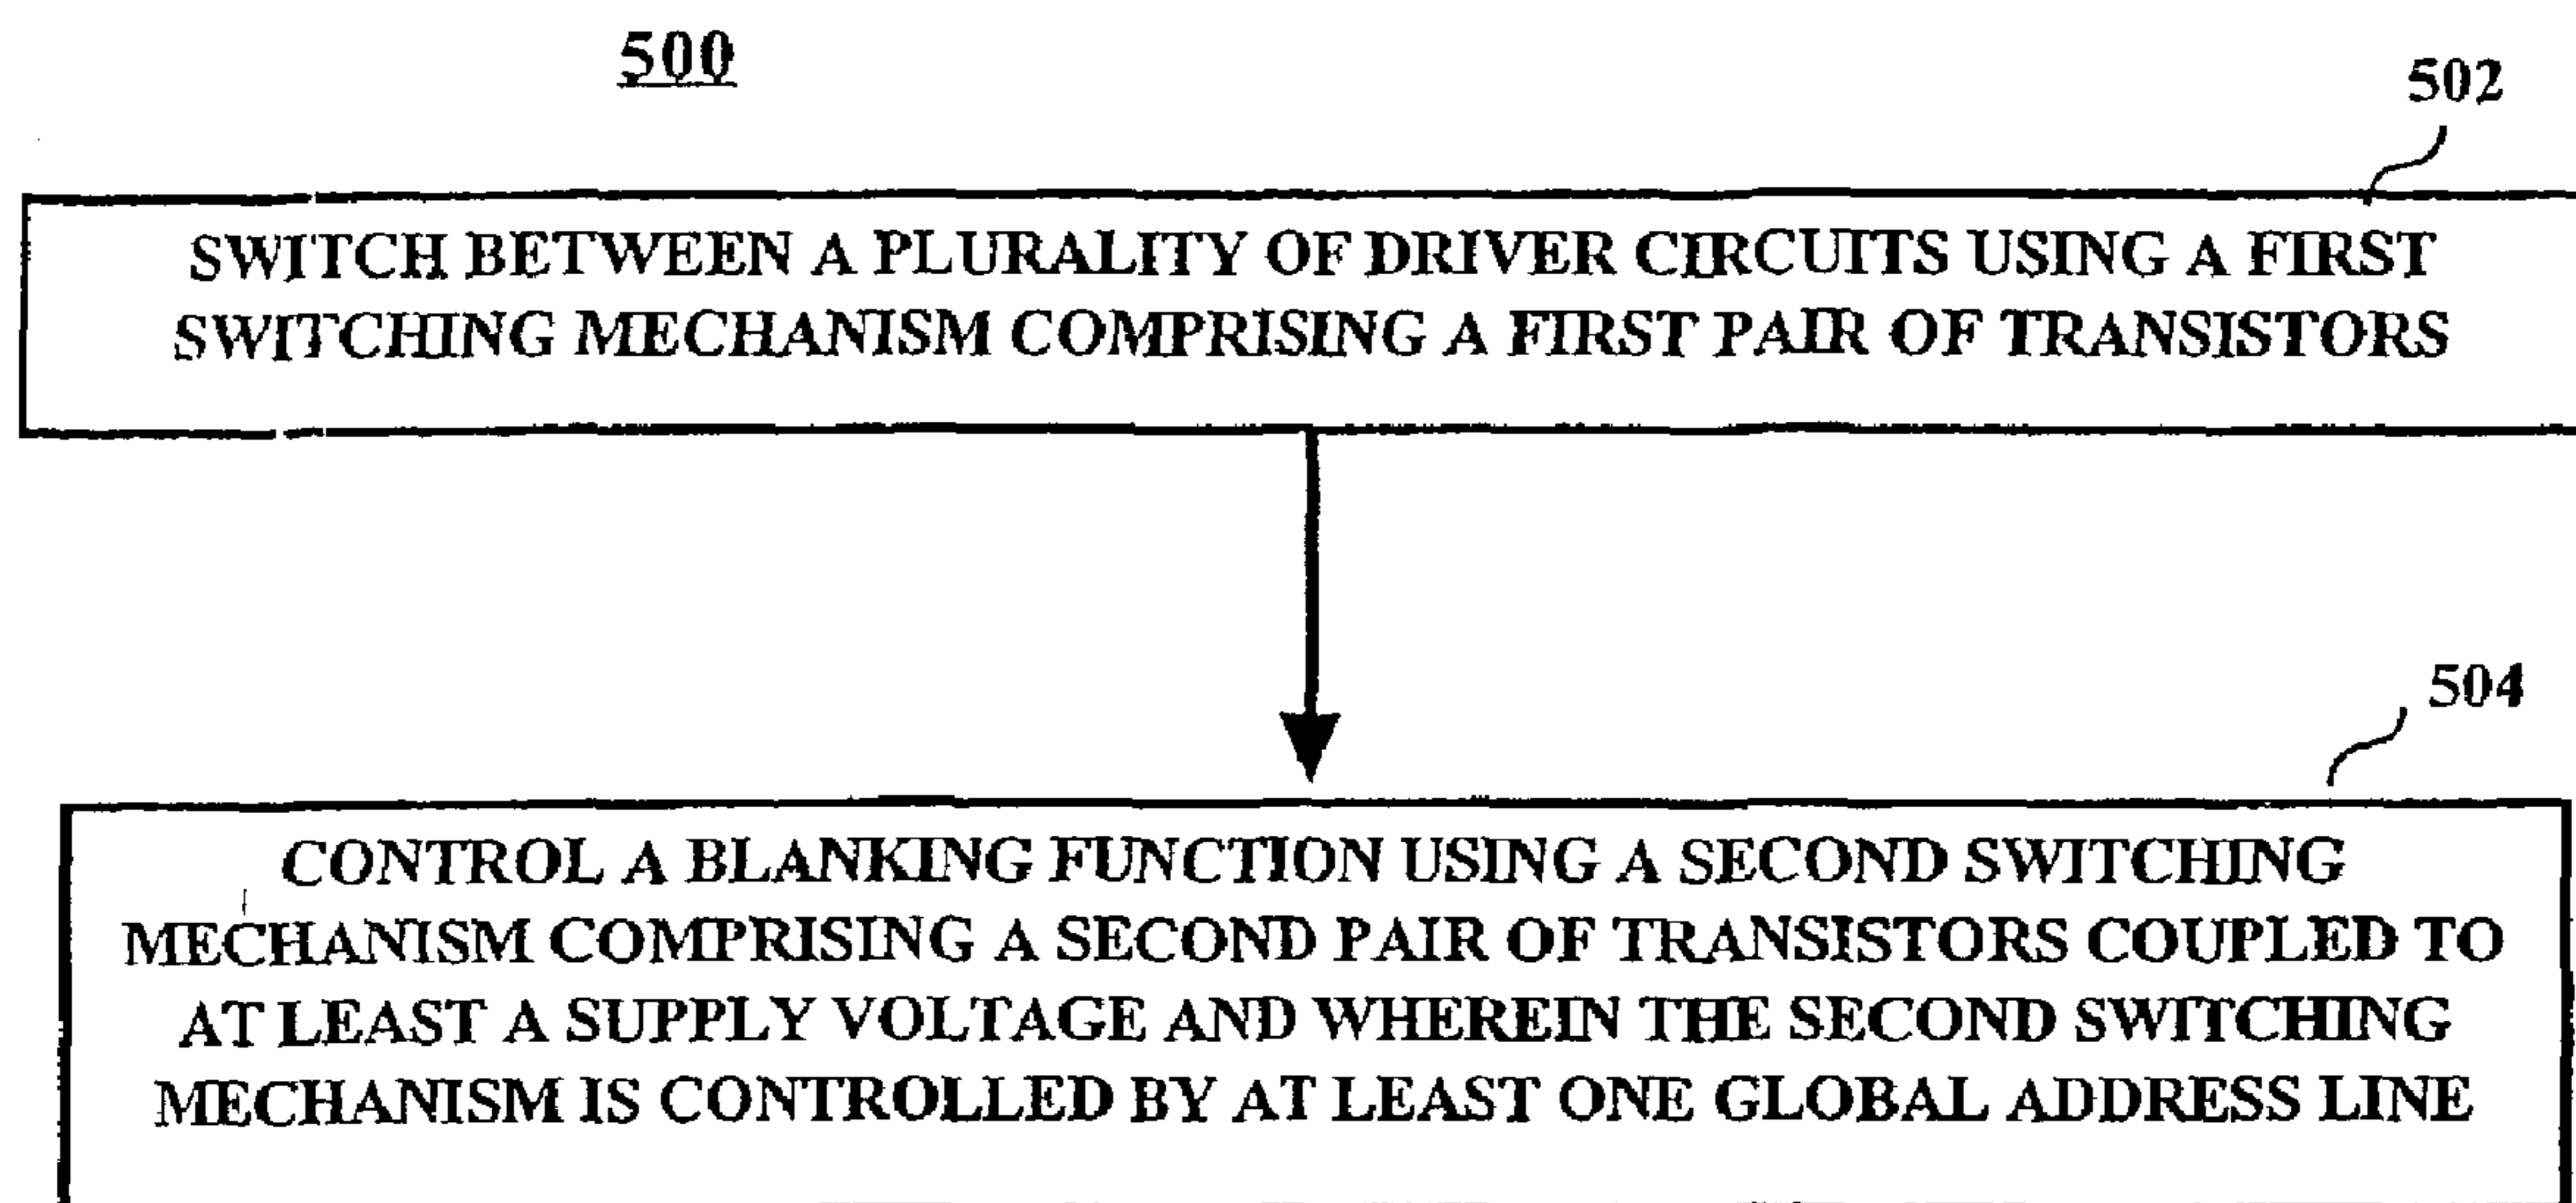 500
502
SWITCH BETWEEN A PLURALITY OF DRIVER CIRCUITS USING A FIRST
SWITCHING MECHANISM COMPRISING A FIRST PAIR OF TRANSISTORS
504
CONTROL A BLANKING FUNCTION USING A SECOND SWITCHING
MECHANISM COMPRISING A SECOND PAIR OF TRANSISTORS COUPLED TO
AT LEAST A SUPPLY VOLTAGE AND WHEREIN THE SECOND SWITCHING
MECHANISM IS CONTROLLED BY AT LEAST ONE GLOBAL ADDRESS LINE